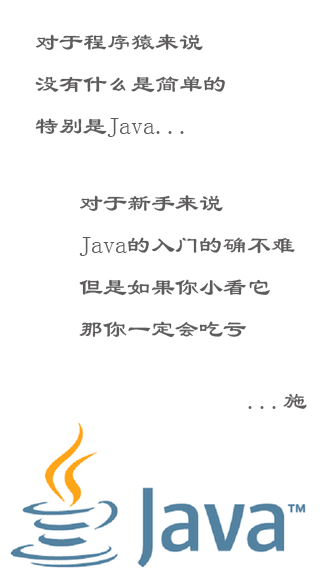 对于程序猿来说
没有什么是简单的
特别是Java...
对于新手来说
Java的入门的确不难
但是如果你小看它
那你一定会吃亏
...施
Java™